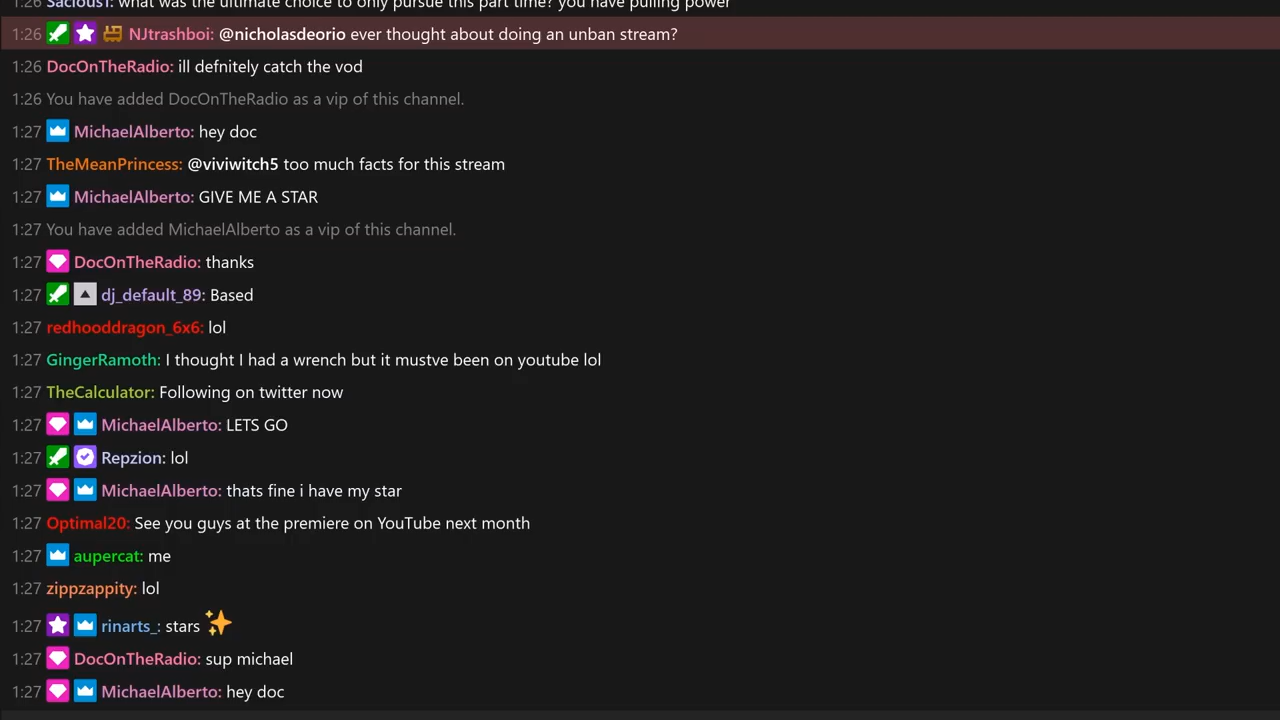 1:26 Sacious1: what was the ultimate choice to only pursue this part time? you have pulling power
1:26 NJtrashboi: @nicholasdeorio ever thought about doing an unban stream?
1:26 DocOnTheRadio: ill defnitely catch the vod
1:26 You have added DocOnTheRadio as a vip of this channel.
1:27 MichaelAlberto: hey doc
1:27 TheMeanPrincess: @viviwitch5 too much facts for this stream
1:27 MichaelAlberto: GIVE ME A STAR
1:27 You have added MichaelAlberto as a vip of this channel.
1:27 DocOnTheRadio: thanks
1:27 dj_default_89: Based
1:27 redhooddragon_6x6: lol
1:27 GingerRamoth: I thought I had a wrench but it mustve been on youtube lol
1:27 TheCalculator: Following on twitter now
1:27 MichaelAlberto: LETS GO
1:27 Repzion: lol
1:27 MichaelAlberto: thats fine i have my star
1:27 Optimal20: See you guys at the premiere on YouTube next month
1:27 aupercat: me
1:27 zippzappity: lol
1:27 rinarts_: stars ✨
1:27 DocOnTheRadio: sup michael
1:27 MichaelAlberto: hey doc